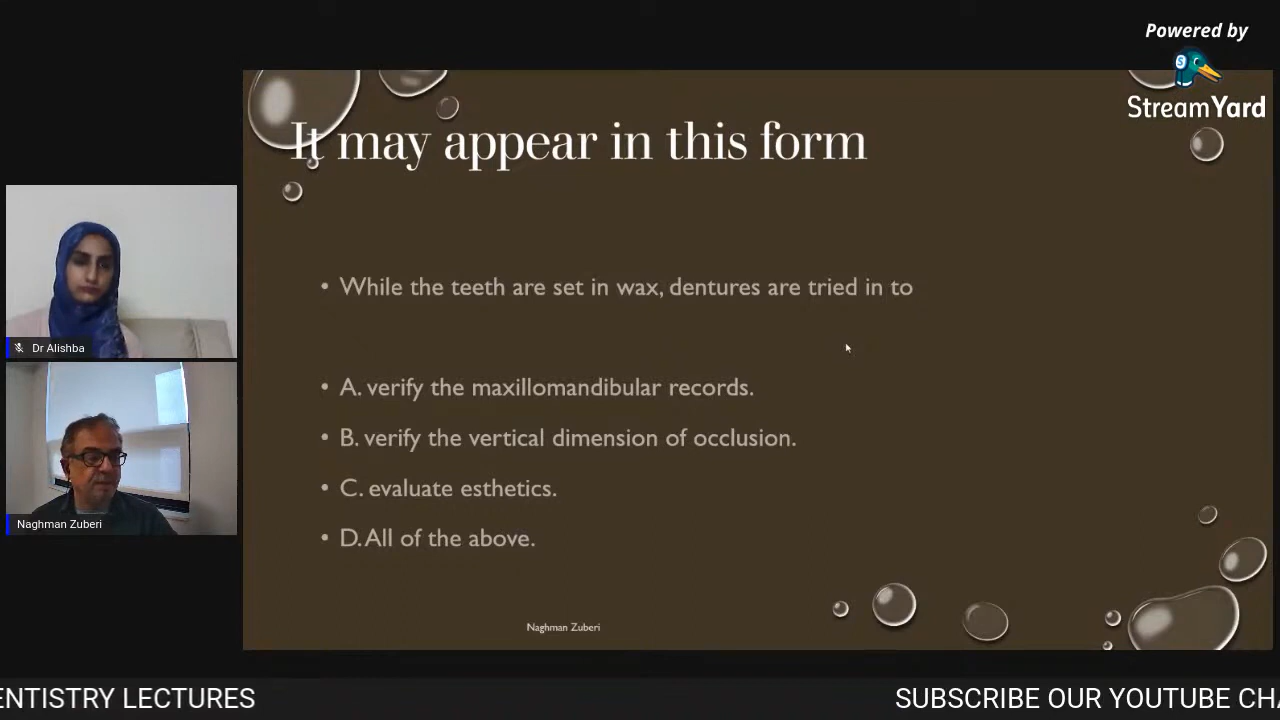 Powered by
StreamYard
It may appear in this form
• While the teeth are set in wax, dentures are tried in to
• A. verify the maxillomandibular records.
• B. verify the vertical dimension of occlusion.
• C. evaluate esthetics.
• D. All of the above.
Naghman Zuberi
Dr Alishba
Naghman Zuberi
ENTISTRY LECTURES
SUBSCRIBE OUR YOUTUBE CH